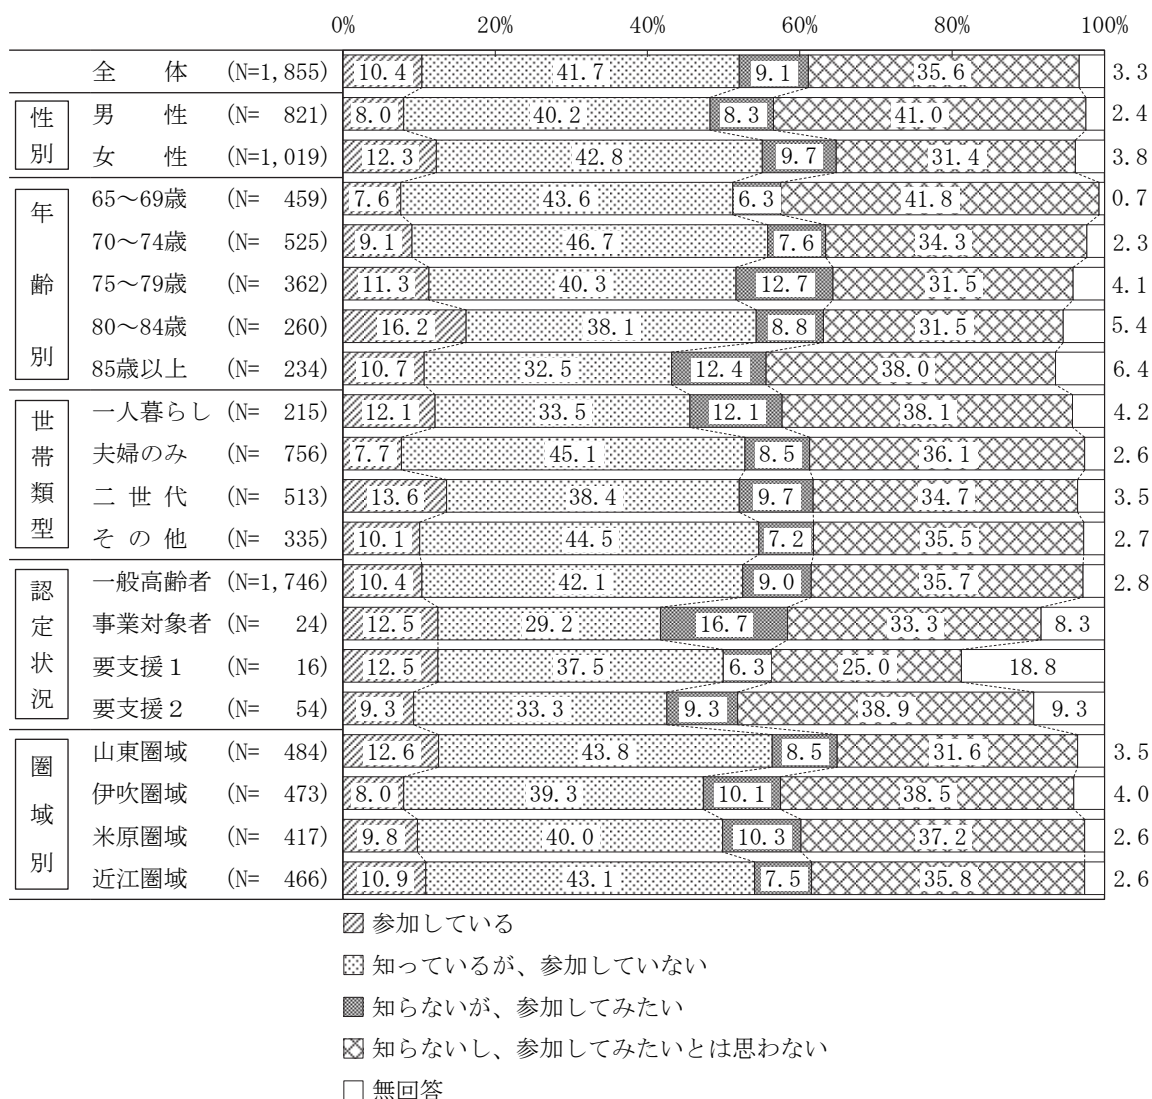 0% 20% 40% 60% 80% 100%
全 体 (N=1,855) 10.4 41.7 9.1 35.6 3.3
性別
男 性 (N= 821) 8.0 40.2 8.3 41.0 2.4
女 性 (N=1,019) 12.3 42.8 9.7 31.4 3.8
年齢別
65～69歳 (N= 459) 7.6 43.6 6.3 41.8 0.7
70～74歳 (N= 525) 9.1 46.7 7.6 34.3 2.3
75～79歳 (N= 362) 11.3 40.3 12.7 31.5 4.1
80～84歳 (N= 260) 16.2 38.1 8.8 31.5 5.4
85歳以上 (N= 234) 10.7 32.5 12.4 38.0 6.4
世帯類型
一人暮らし (N= 215) 12.1 33.5 12.1 38.1 4.2
夫婦のみ (N= 756) 7.7 45.1 8.5 36.1 2.6
二 世 代 (N= 513) 13.6 38.4 9.7 34.7 3.5
そ の 他 (N= 335) 10.1 44.5 7.2 35.5 2.7
認定状況
一般高齢者 (N=1,746) 10.4 42.1 9.0 35.7 2.8
事業対象者 (N= 24) 12.5 29.2 16.7 33.3 8.3
要支援１ (N= 16) 12.5 37.5 6.3 25.0 18.8
要支援２ (N= 54) 9.3 33.3 9.3 38.9 9.3
圏域別
山東圏域 (N= 484) 12.6 43.8 8.5 31.6 3.5
伊吹圏域 (N= 473) 8.0 39.3 10.1 38.5 4.0
米原圏域 (N= 417) 9.8 40.0 10.3 37.2 2.6
近江圏域 (N= 466) 10.9 43.1 7.5 35.8 2.6
参加している
知っているが、参加していない
知らないが、参加してみたい
知らないし、参加してみたいとは思わない
無回答